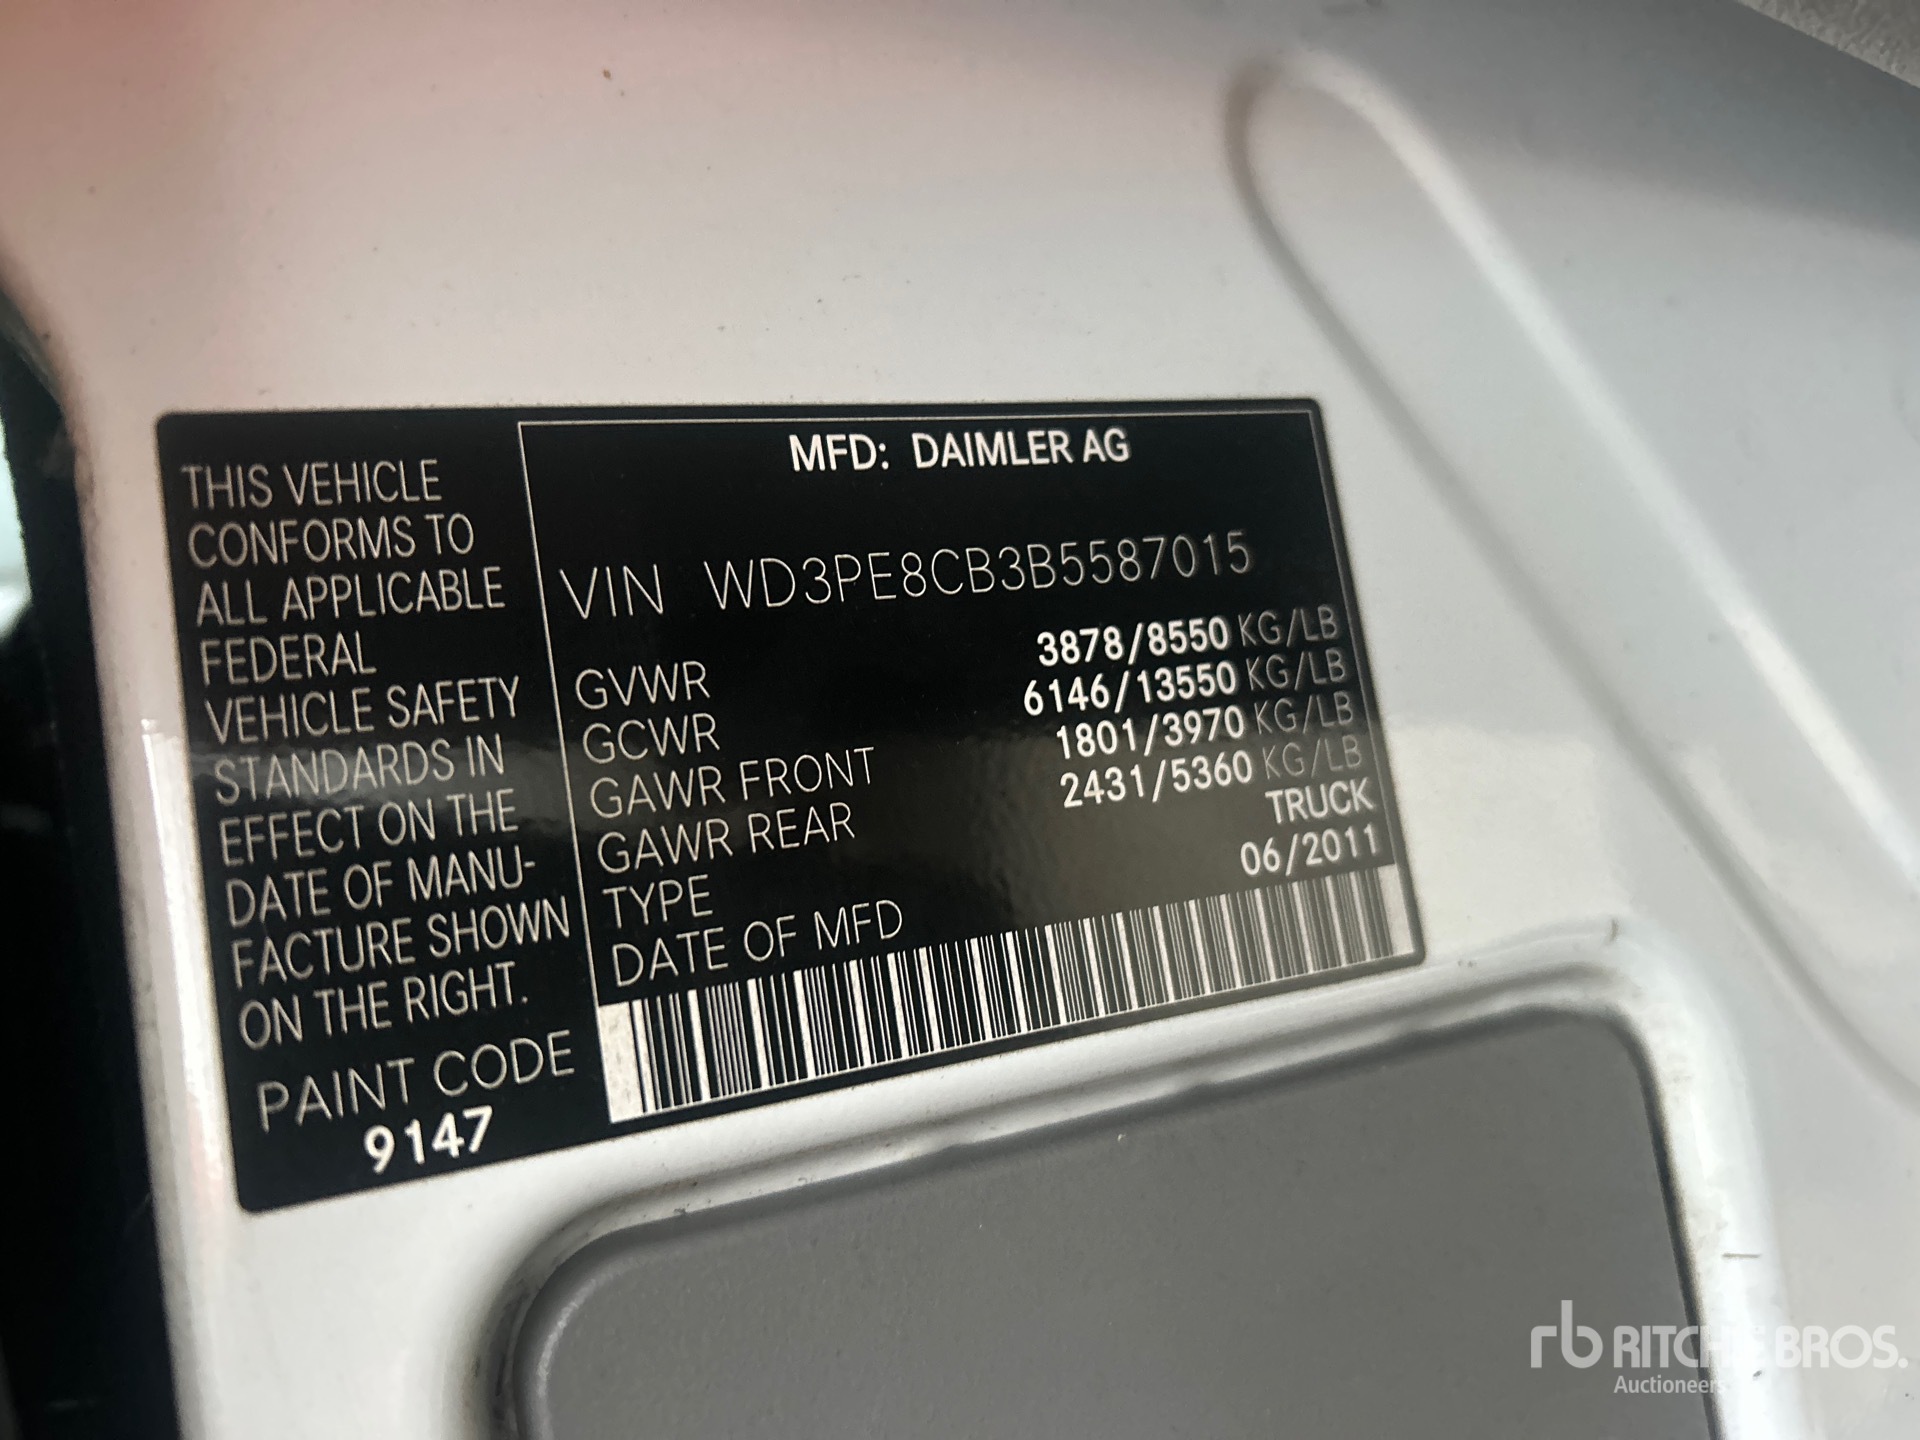 THIS VEHICLE
CONFORMS TO
ALL APPLICABLE
FEDERAL
VEHICLE SAFETY
STANDARDS IN
EFFECT ON THE
DATE OF MANU-
FACTURE SHOWN
ON THE RIGHT.
PAINT CODE
9147
MFD: DAIMLER AG
VIN WD3PE8CB3B5587015
GVWR 3878/8550 KG/LB
GCWR 6146/13550 KG/LB
GAWR FRONT 1801/3970 KG/LB
GAWR REAR 2431/5360 KG/LB
TYPE TRUCK
DATE OF MFD 06/2011
rb RITCHIE BROS.
Auctioneers